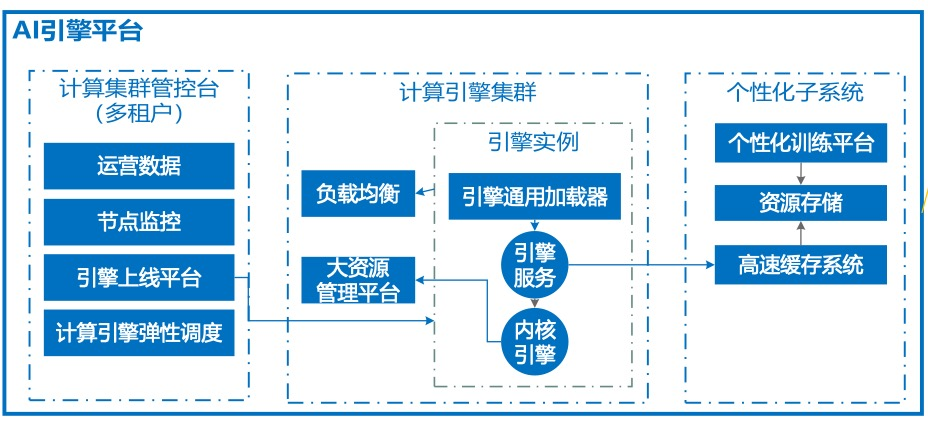 AI引擎平台
计算集群管控台
（多租户）
运营数据
节点监控
引擎上线平台
计算引擎弹性调度
计算引擎集群
负载均衡
大资源
管理平台
引擎实例
引擎通用加载器
引擎
服务
内核
引擎
个性化子系统
个性化训练平台
资源存储
高速缓存系统